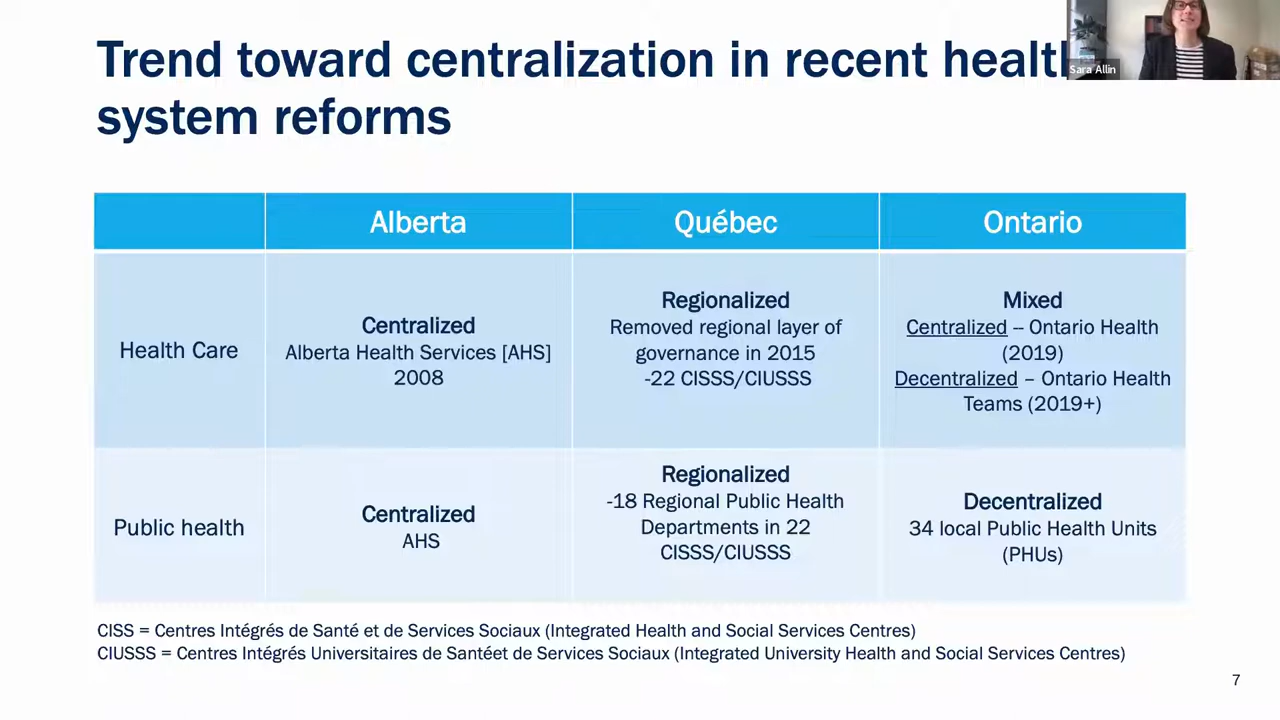 Trend toward centralization in recent healt
system reforms
Sara Allin
Alberta
Québec
Ontario
Health Care
Centralized
Alberta Health Services [AHS]
2008
Regionalized
Removed regional layer of
governance in 2015
-22 CISSS/CIUSSS
Mixed
Centralized -- Ontario Health
(2019)
Decentralized – Ontario Health
Teams (2019+)
Public health
Centralized
AHS
Regionalized
-18 Regional Public Health
Departments in 22
CISSS/CIUSSS
Decentralized
34 local Public Health Units
(PHUs)
CISS = Centres Intégrés de Santé et de Services Sociaux (Integrated Health and Social Services Centres)
CIUSSS = Centres Intégrés Universitaires de Santéet de Services Sociaux (Integrated University Health and Social Services Centres)
7